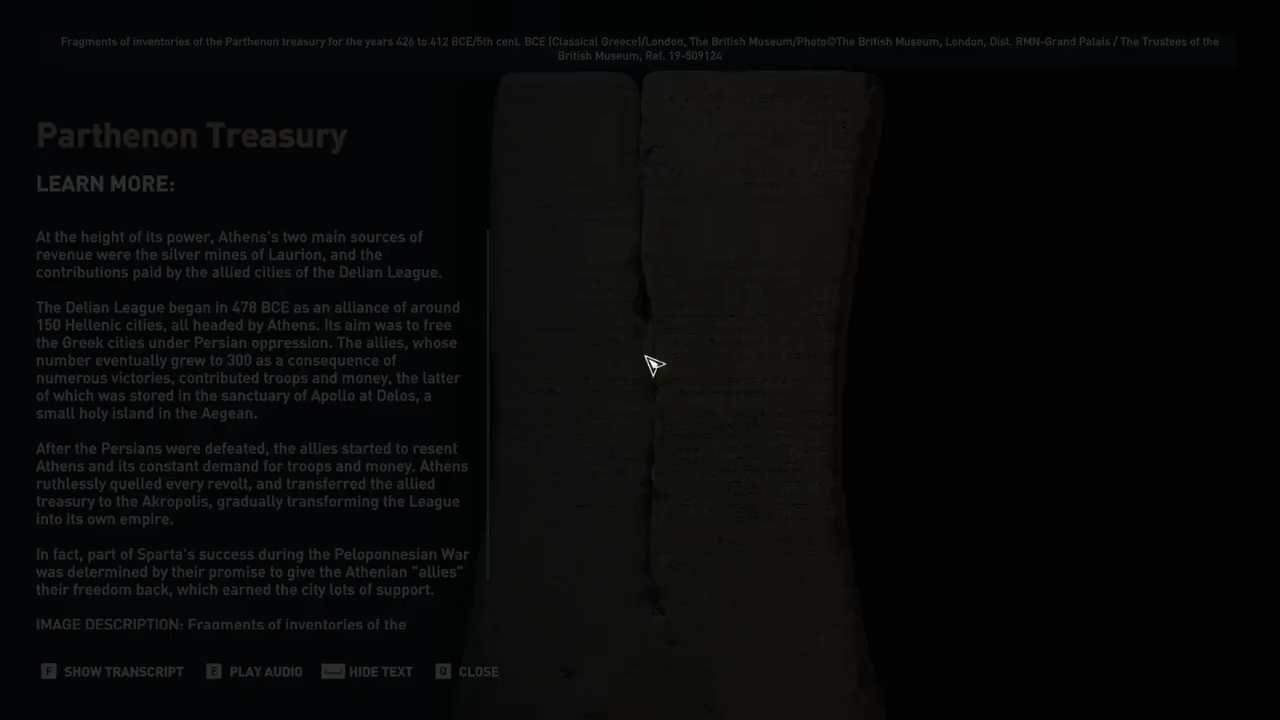 Fragments of inventories of the Parthenon treasury for the years 426 to 412 BCE/5th cent. BCE (Classical Greece)/London, The British Museum/Photo©The British Museum, London, Dist. RMN-Grand Palais / The Trustees of the
British Museum, Ref. 19-509124
Parthenon Treasury
LEARN MORE:
At the height of its power, Athens's two main sources of
revenue were the silver mines of Laurion, and the
contributions paid by the allied cities of the Delian League.
The Delian League began in 478 BCE as an alliance of around
150 Hellenic cities, all headed by Athens. Its aim was to free
the Greek cities under Persian oppression. The allies, whose
number eventually grew to 300 as a consequence of
numerous victories, contributed troops and money, the latter
of which was stored in the sanctuary of Apollo at Delos, a
small holy island in the Aegean.
After the Persians were defeated, the allies started to resent
Athens and its constant demand for troops and money. Athens
ruthlessly quelled every revolt, and transferred the allied
treasury to the Akropolis, gradually transforming the League
into its own empire.
In fact, part of Sparta's success during the Peloponnesian War
was determined by their promise to give the Athenian "allies"
their freedom back, which earned the city lots of support.
IMAGE DESCRIPTION: Fragments of inventories of the
F SHOW TRANSCRIPT E PLAY AUDIO HIDE TEXT Q CLOSE